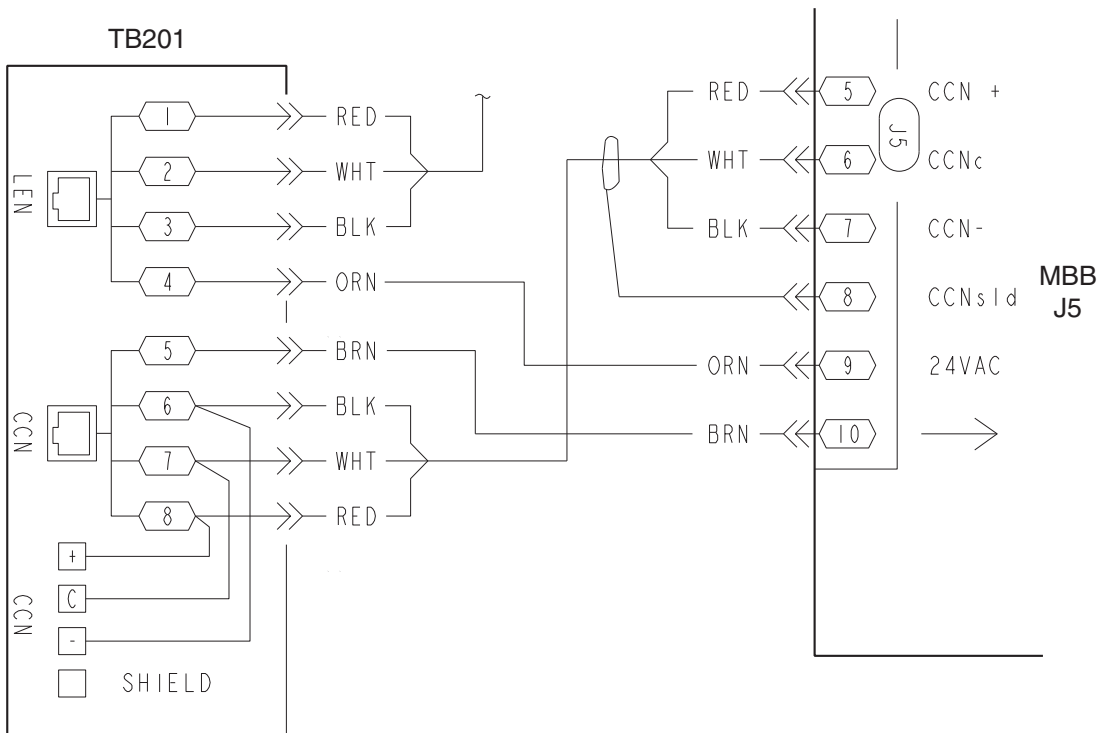 TB201
LEN
1 RED
2 WHT
3 BLK
4 ORN
CCN
5 BRN
6 BLK
7 WHT
8 RED
CCN
+
C
-
SHIELD
RED 5 CCN +
J5
WHT 6 CCNc
BLK 7 CCN-
8 CCNsld
ORN 9 24VAC
BRN 10
MBB
J5